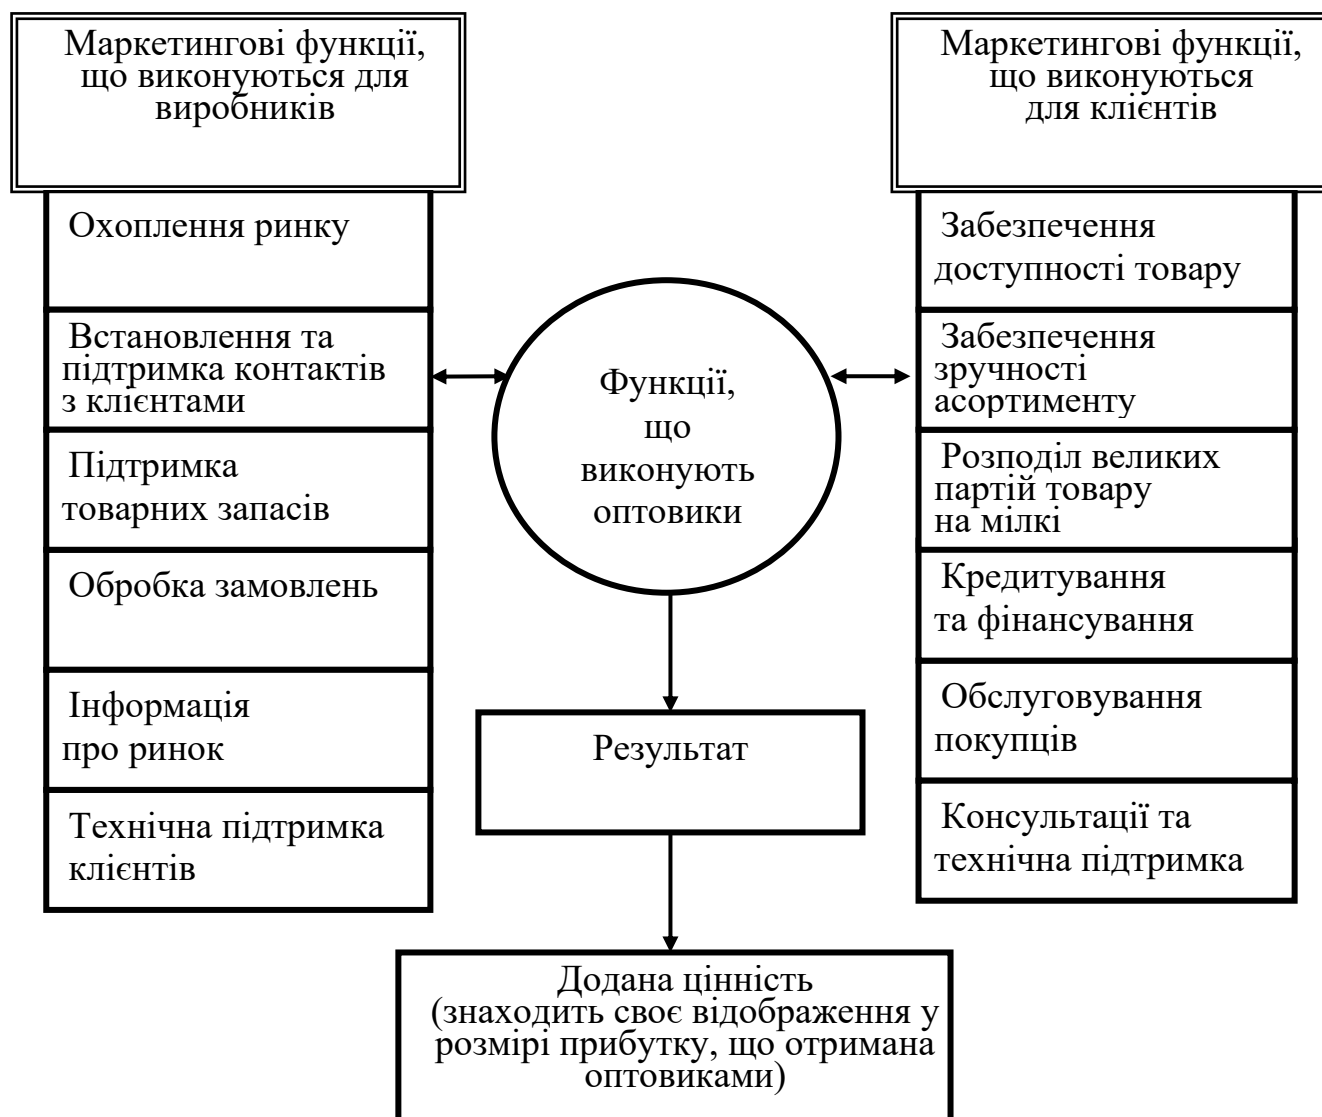 Маркетингові функції,
що виконуються для
виробників
Охоплення ринку
Встановлення та
підтримка контактів
з клієнтами
Підтримка
товарних запасів
Обробка замовлень
Інформація
про ринок
Технічна підтримка
клієнтів
Функції,
що
виконують
оптовики
Результат
Додана цінність
(знаходить своє відображення у
розмірі прибутку, що отримана
оптовиками)
Маркетингові функції,
що виконуються
для клієнтів
Забезпечення
доступності товару
Забезпечення
зручності
асортименту
Розподіл великих
партій товару
на мілкі
Кредитування
та фінансування
Обслуговування
покупців
Консультації та
технічна підтримка